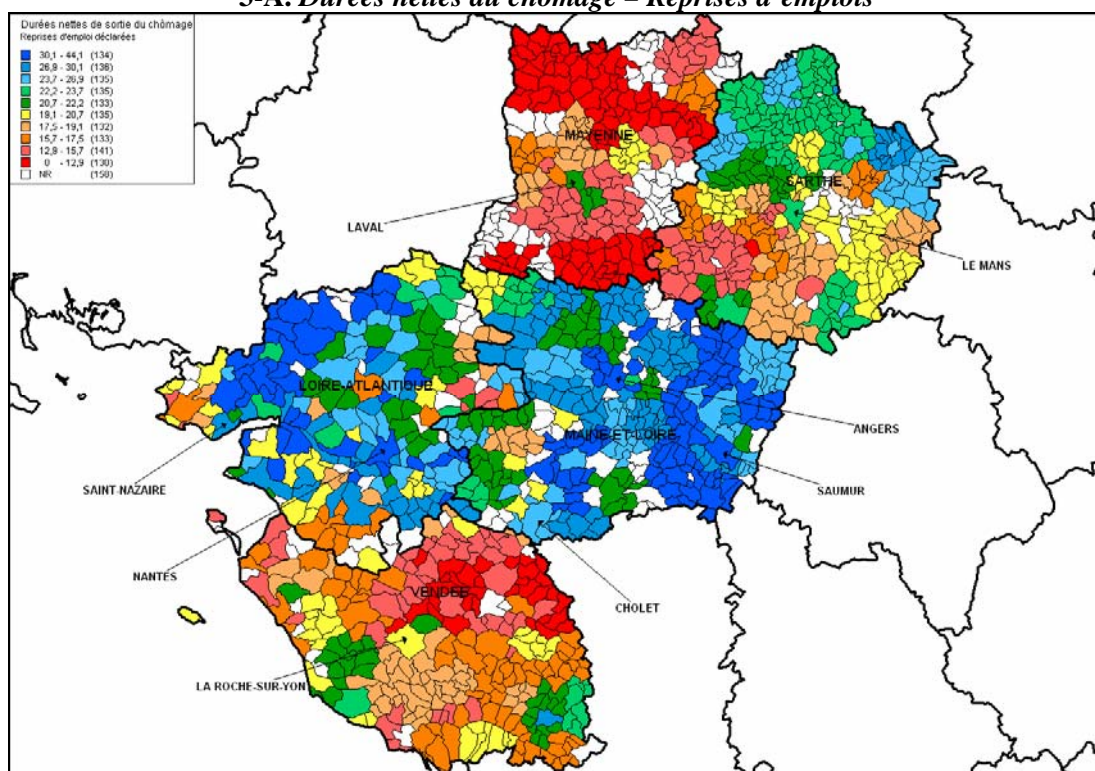 3-A. Durées nettes du chômage – Reprises d'emplois
Durées nettes de sortie du chômage
Reprises d'emploi déclarées
30,1 - 44,1 (134)
26,9 - 30,1 (136)
23,7 - 26,9 (135)
22,2 - 23,7 (135)
20,7 - 22,2 (133)
19,1 - 20,7 (135)
17,5 - 19,1 (132)
15,7 - 17,5 (133)
12,9 - 15,7 (141)
0 - 12,9 (130)
NR (158)
MAYENNE
SARTHE
LAVAL
LE MANS
LOIRE-ATLANTIQUE
MAINE-ET-LOIRE
ANGERS
SAINT-NAZAIRE
SAUMUR
NANTES
CHOLET
VENDEE
LA ROCHE-SUR-YON